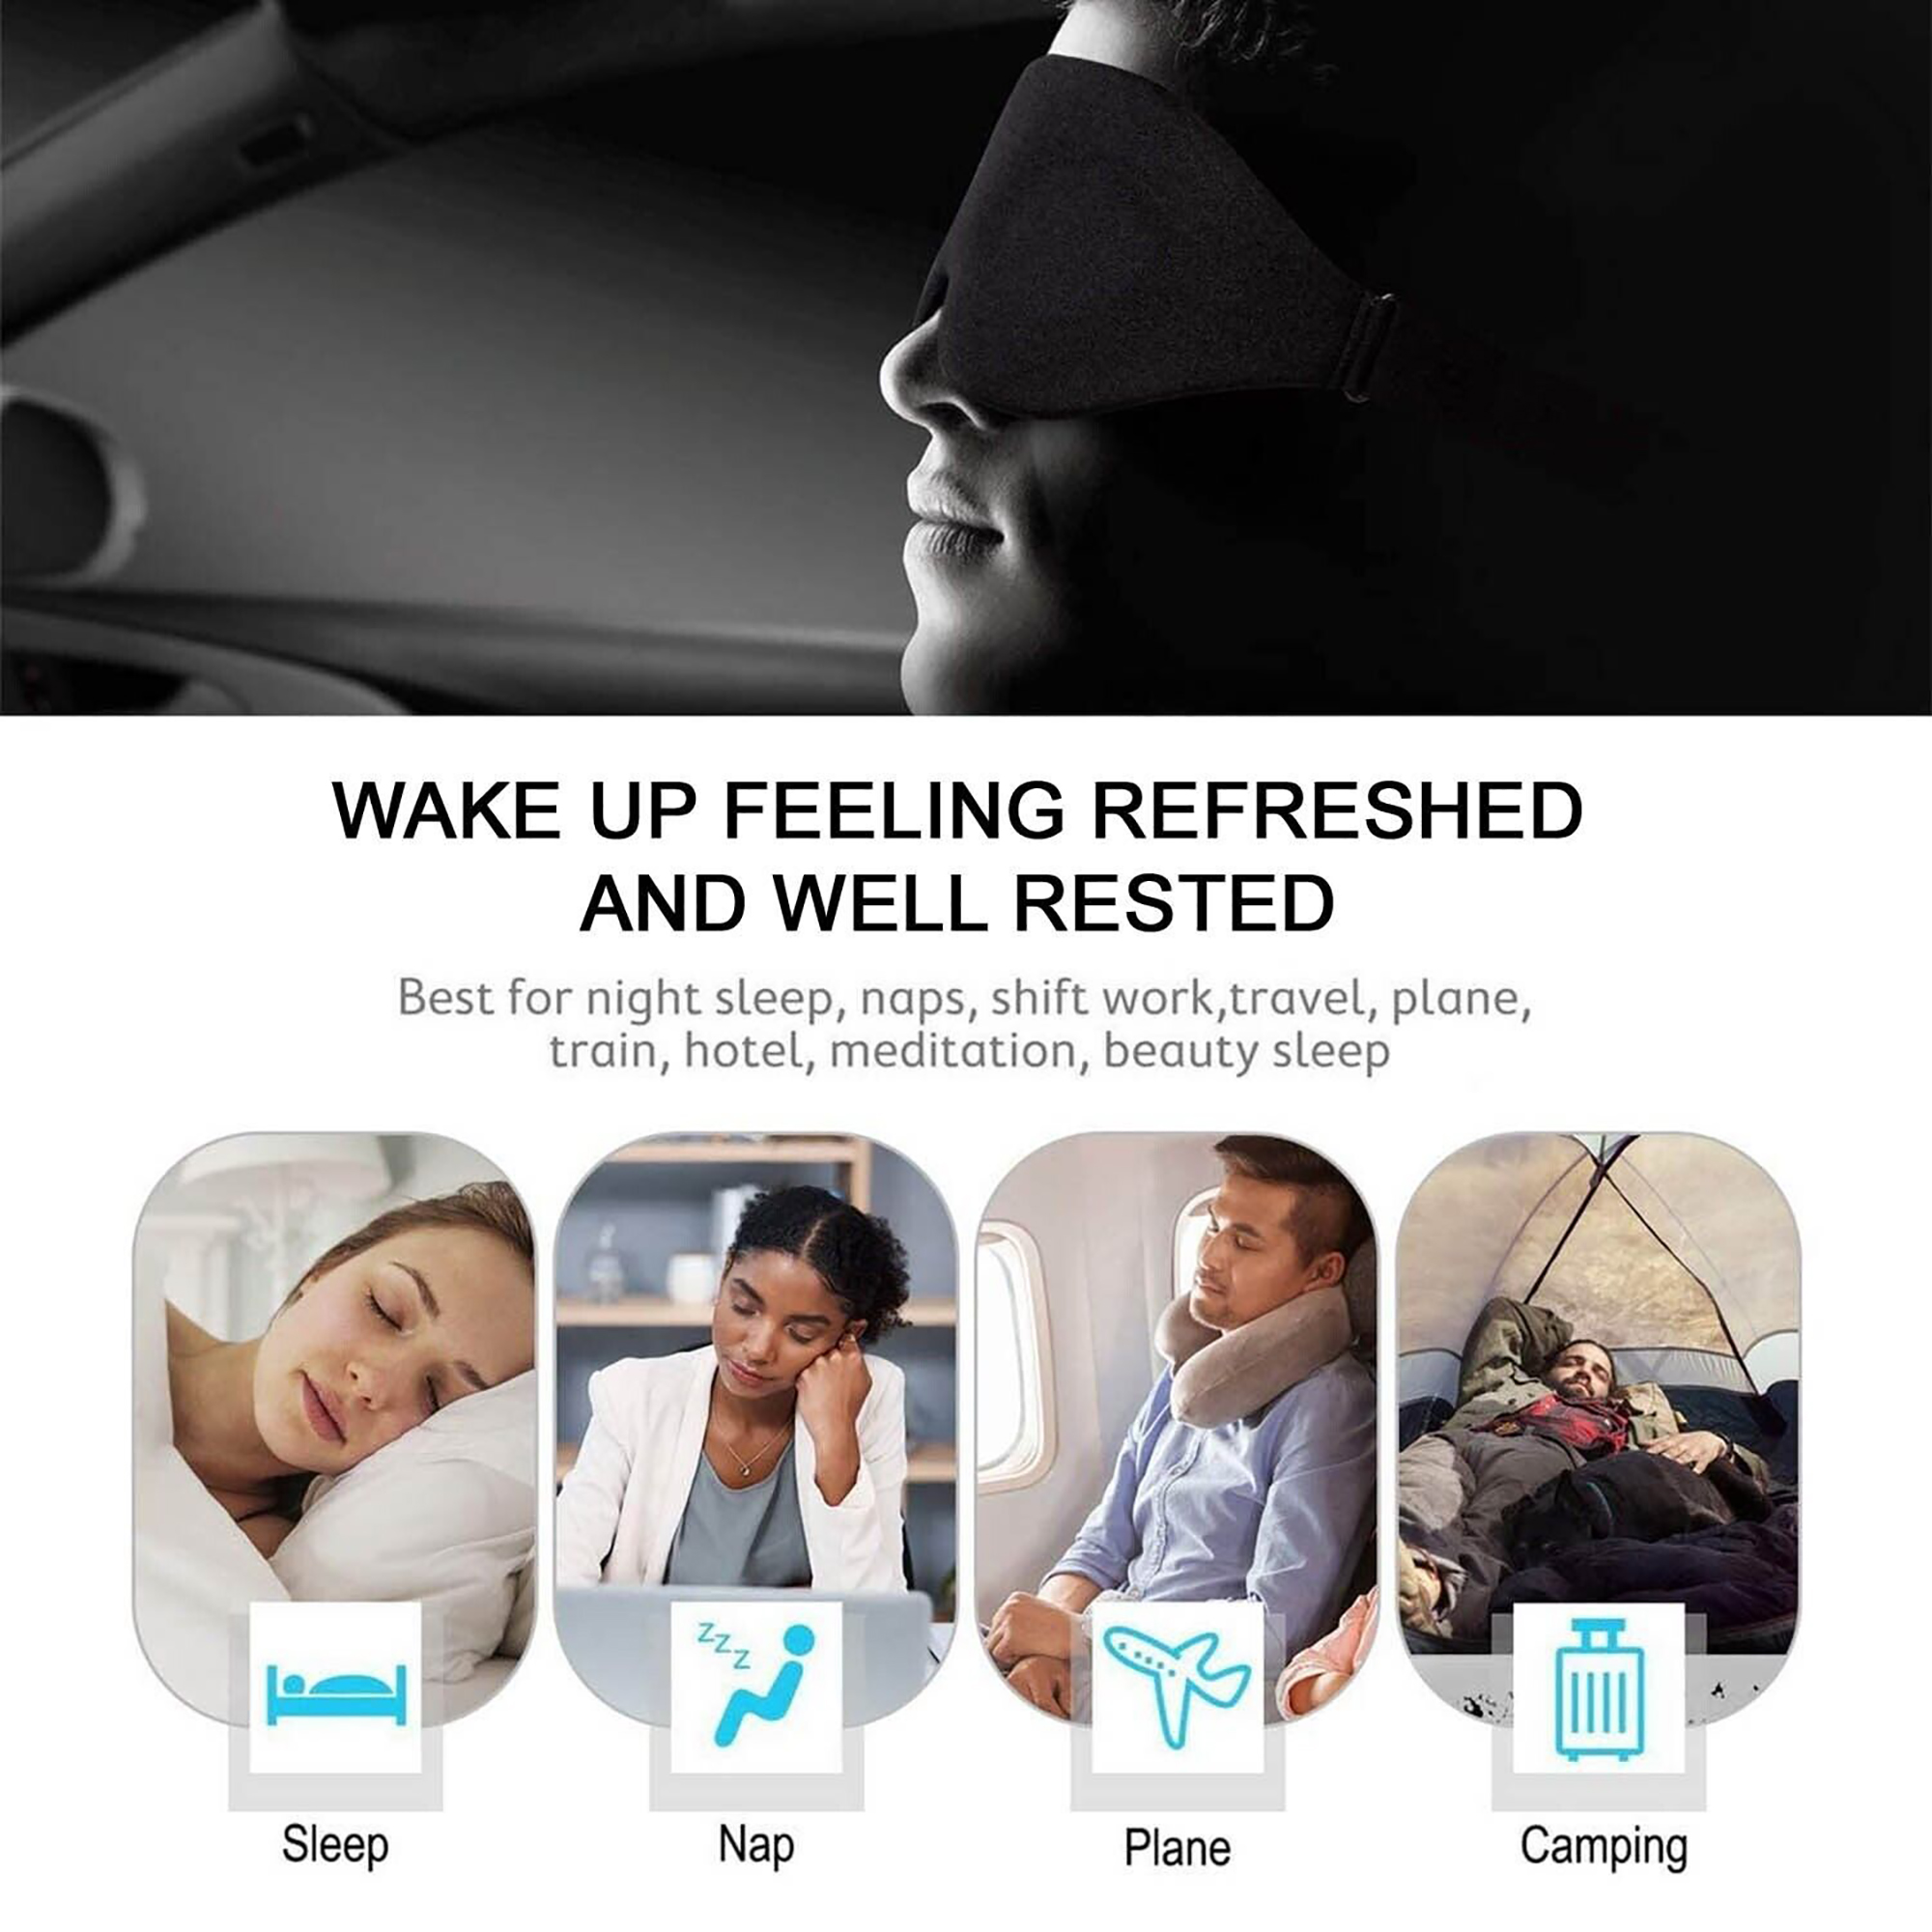 WAKE UP FEELING REFRESHED
AND WELL RESTED
Best for night sleep, naps, shift work,travel, plane,
train, hotel, meditation, beauty sleep
zzz
Sleep
Nap
Plane
Camping